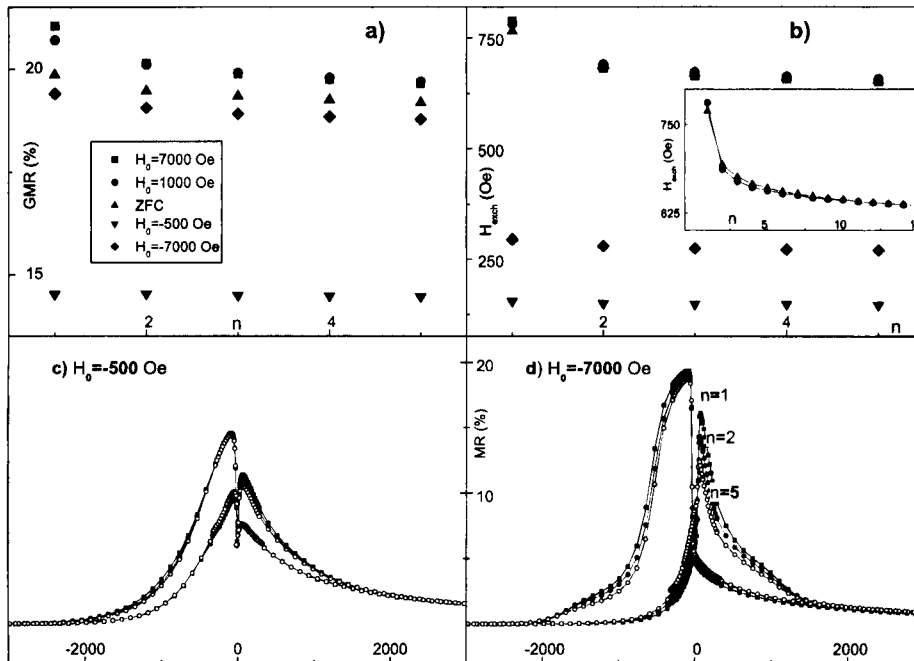 a)
20
15
GMR (%)
H₀=7000 Oe
H₀=1000 Oe
ZFC
H₀=-500 Oe
H₀=-7000 Oe
2
n
4
b)
750
500
250
H_exch (Oe)
750
625
H_exch (Oe)
n
5
10
2
4
n
c) H₀=-500 Oe
-2000
0
2000
d) H₀=-7000 Oe
20
10
MR (%)
n=1
n=2
n=5
-2000
0
2000